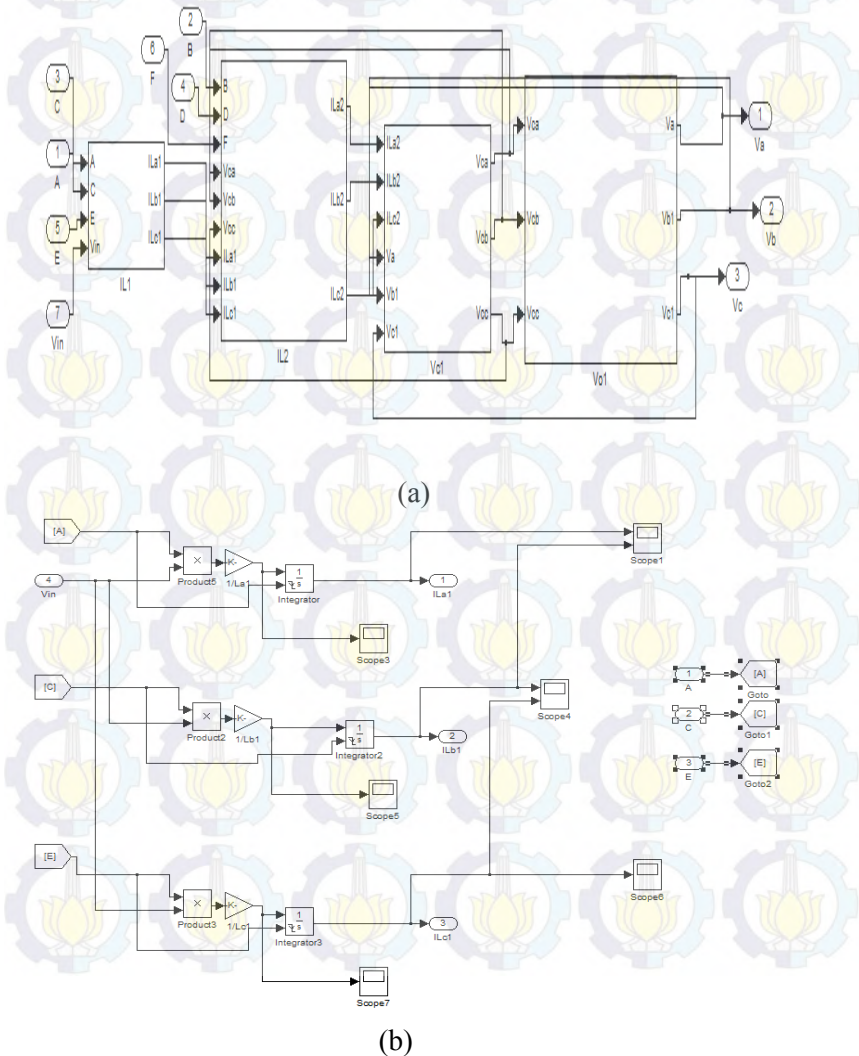 2
B
6
F
3
C
4
D
1
A
5
E
7
Vin
A
C
E
Vin
ILa1
ILb1
ILc1
IL1
B
D
F
Vca
Vcb
Vcc
ILa1
ILb1
ILc1
ILa2
ILb2
ILc2
IL2
ILa2
ILb2
ILc2
Va
Vb1
Vc1
Vca
Vcb
Vcc
Vc1
Vca
Vcb
Vcc
Va
Vb1
Vc1
Vo1
1
Va
2
Vb
3
Vc
(a)
[A]
4
Vin
×
Product5
-K-
1/La1
1
s
Integrator
1
ILa1
Scope1
Scope3
[C]
×
Product2
-K-
1/Lb1
1
s
Integrator2
2
ILb1
Scope4
Scope5
[E]
×
Product3
-K-
1/Lc1
1
s
Integrator3
3
ILc1
Scope6
Scope7
1
A
[A]
Goto
2
C
[C]
Goto1
3
E
[E]
Goto2
(b)